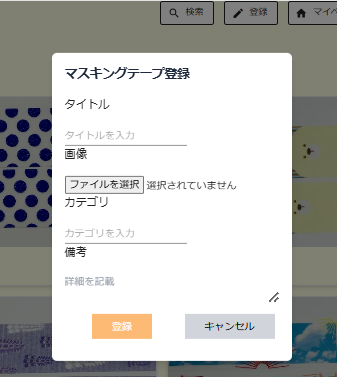 検索
登録
マイペ
マスキングテープ登録
タイトル
タイトルを入力
画像
ファイルを選択 選択されていません
カテゴリ
カテゴリを入力
備考
詳細を記載
登録
キャンセル